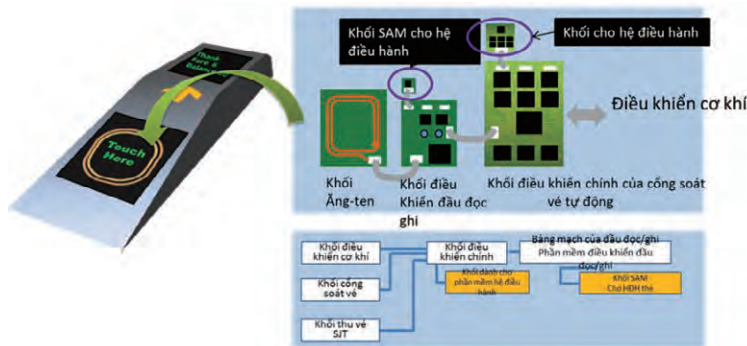 Thank
Touch
Here
Khối SAM cho hệ
điều hành
Khối cho hệ điều hành
Điều khiển cơ khí
Khối
Ăng-ten
Khối điều
Khiển đầu đọc
ghi
Khối điều khiển chính của cổng soát
vé tự động
Khối điều
khiển cơ khí
Khối điều
khiển chính
Bảng mạch của đầu đọc/ghi
Phần mềm điều khiển đầu
đọc/ghi
Khối cổng
soát vé
Khối dành cho
phần mềm hệ điều
hành
Khối SAM
Cho HĐH thẻ
Khối thu vé
SJT